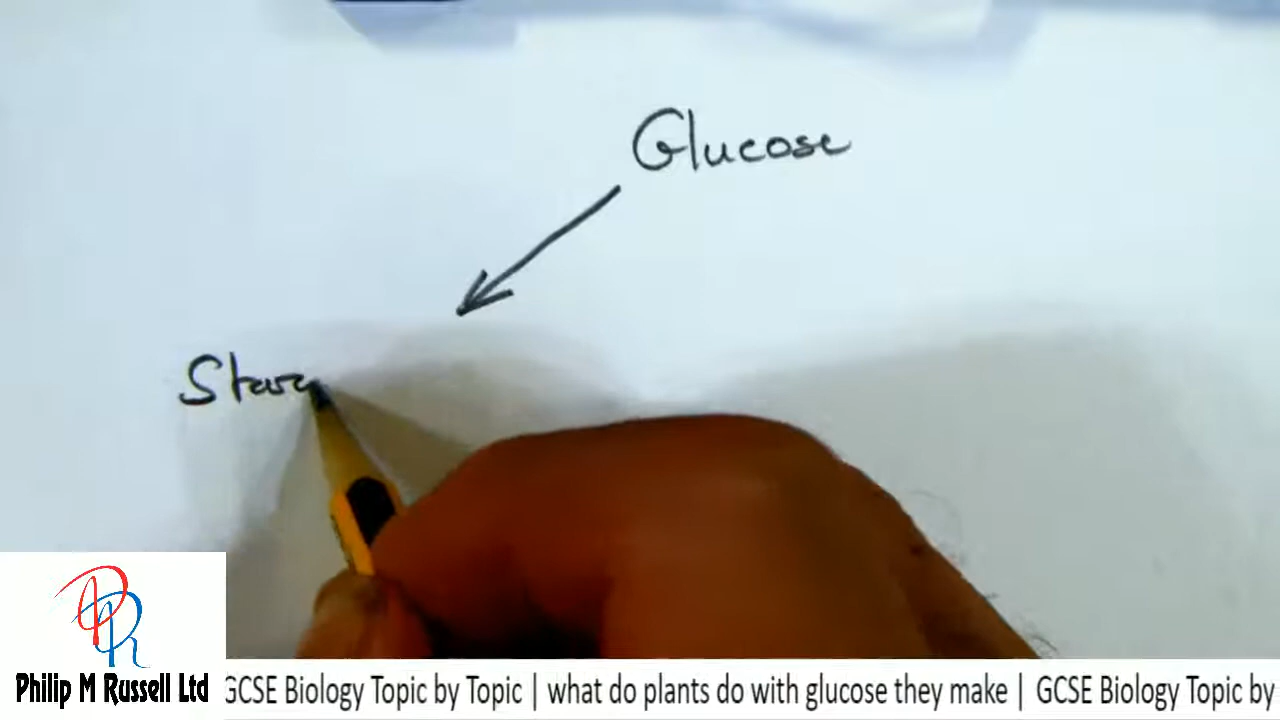 Glucose
Starc
Philip M Russell Ltd
GCSE Biology Topic by Topic | what do plants do with glucose they make | GCSE Biology Topic by